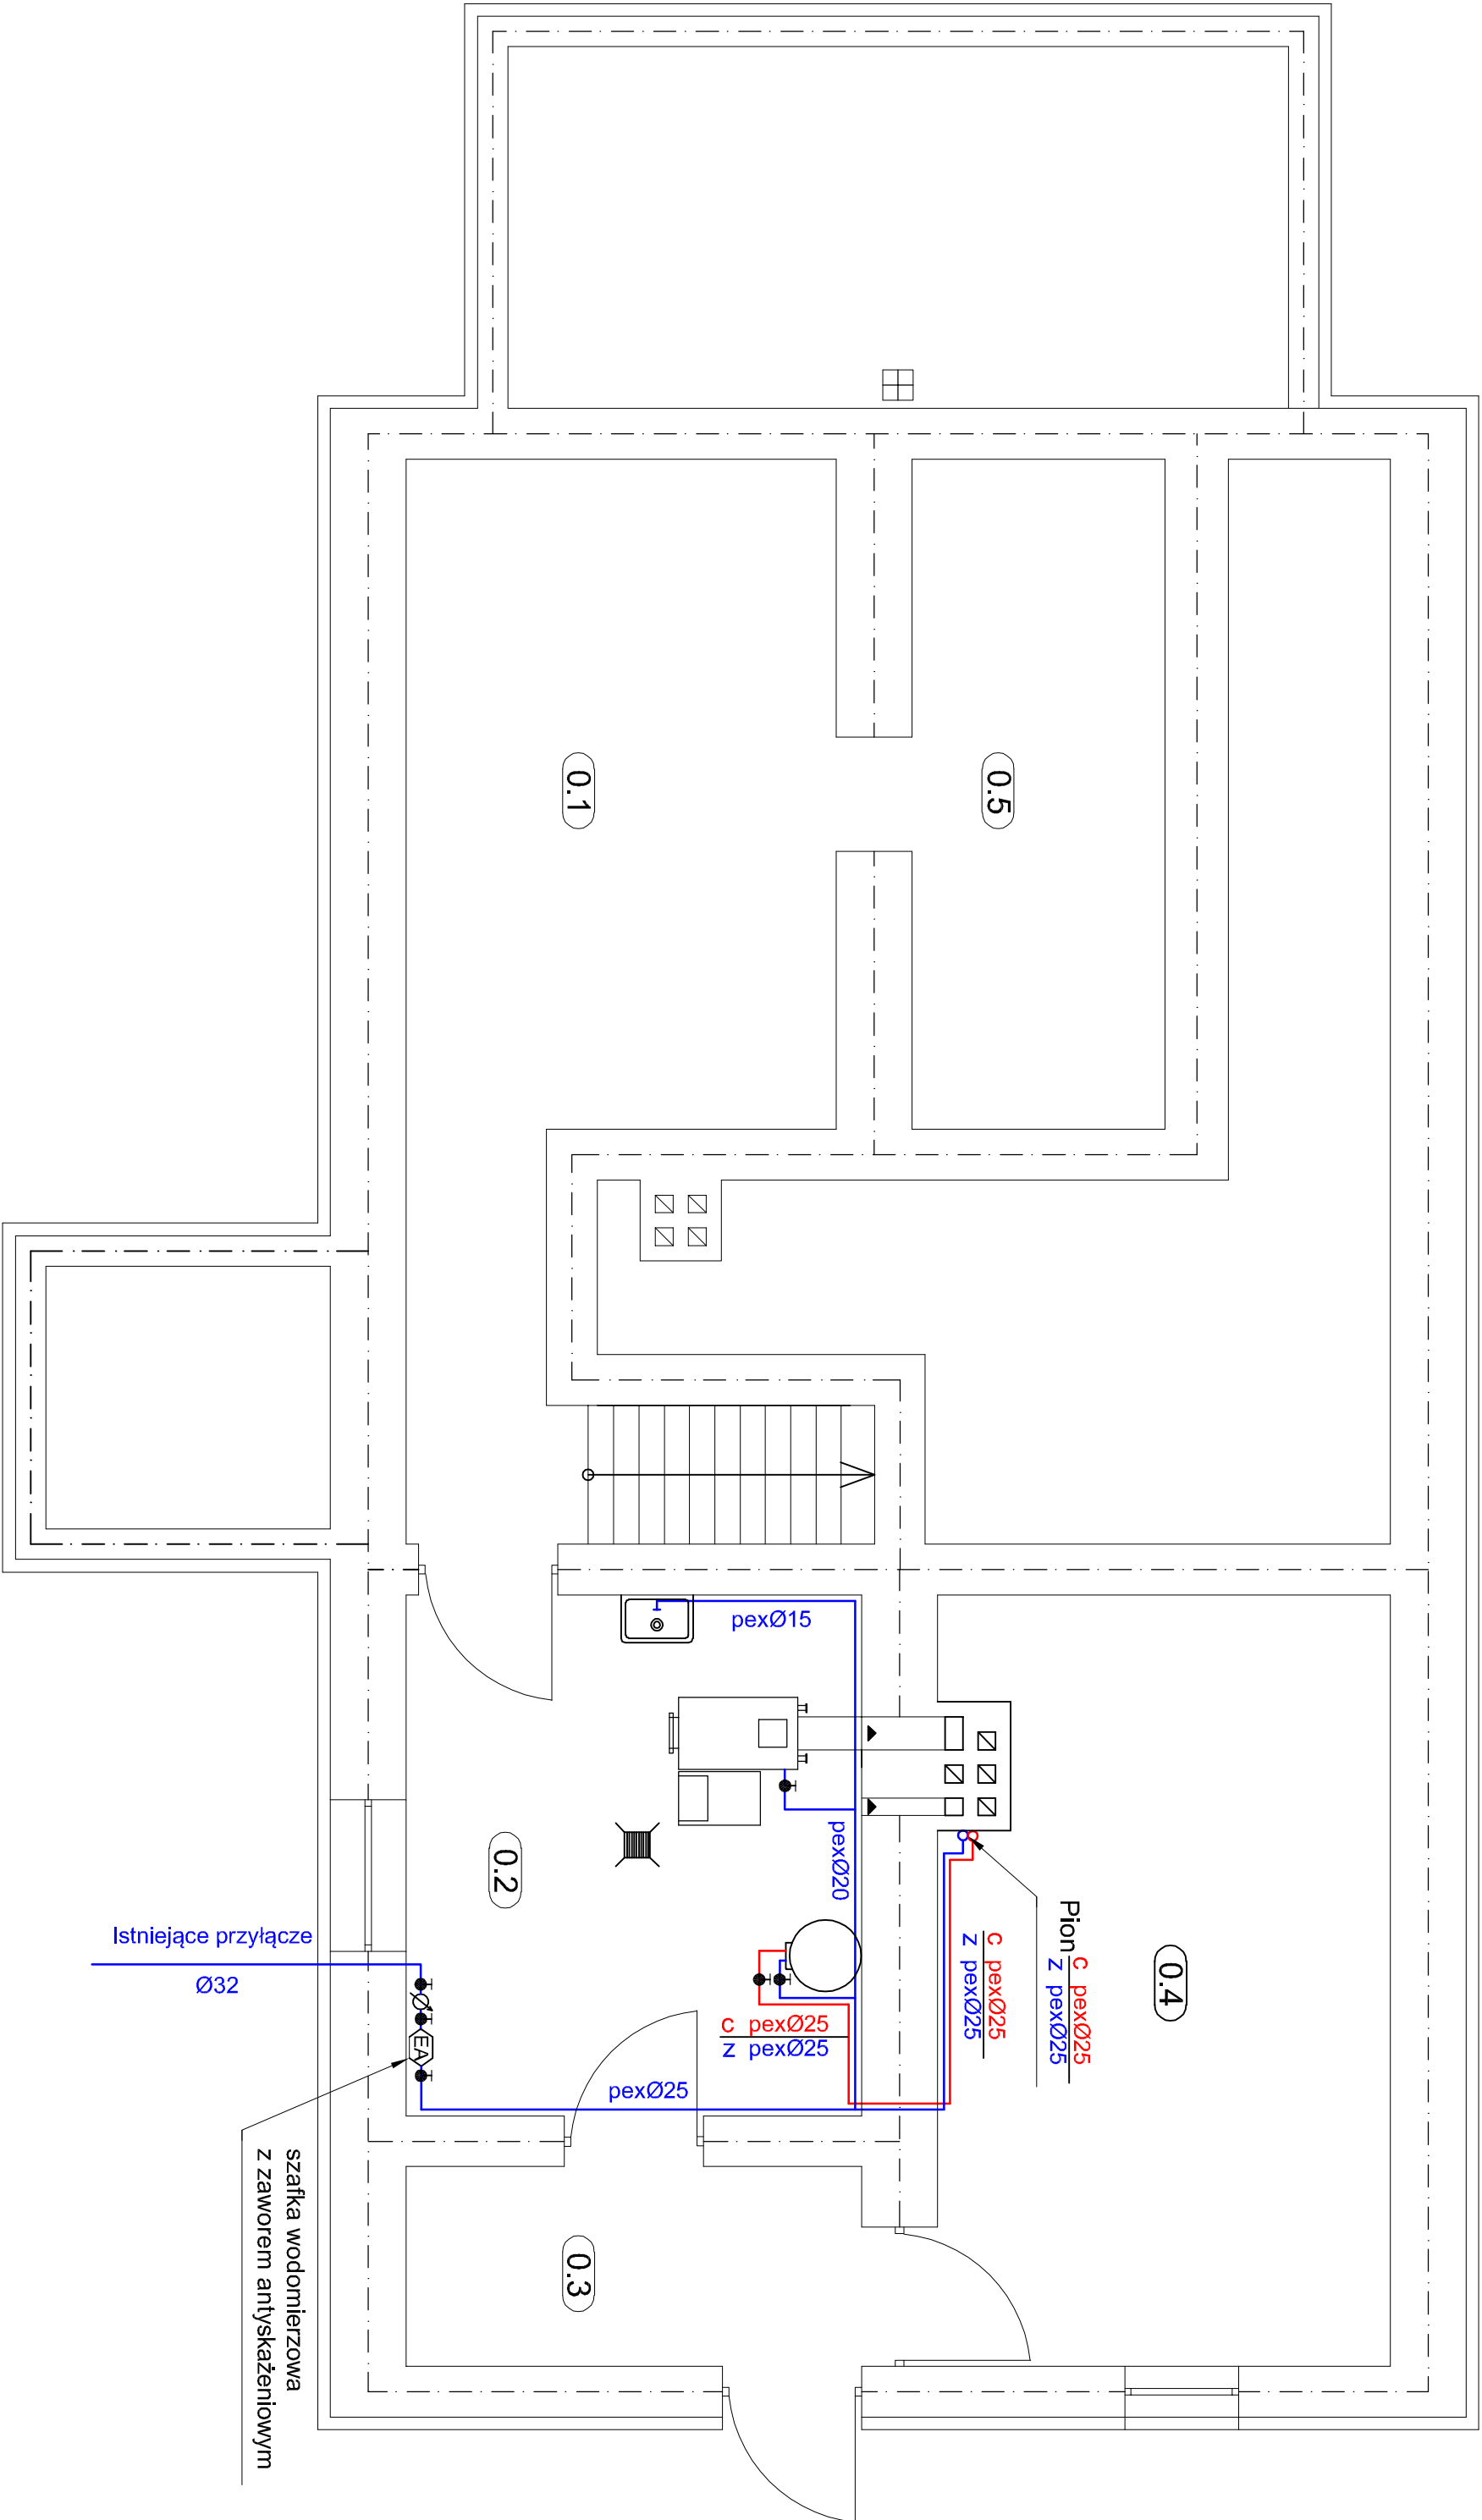 0.1
0.5
pexØ15
pexØ20
0.2
Pion
c pexØ25
z pexØ25
c pexØ25
z pexØ25
0.4
Istniejące przyłącze
Ø32
EA
c pexØ25
z pexØ25
pexØ25
szafka wodomierzowa
z zaworem antyskażeniowym
0.3